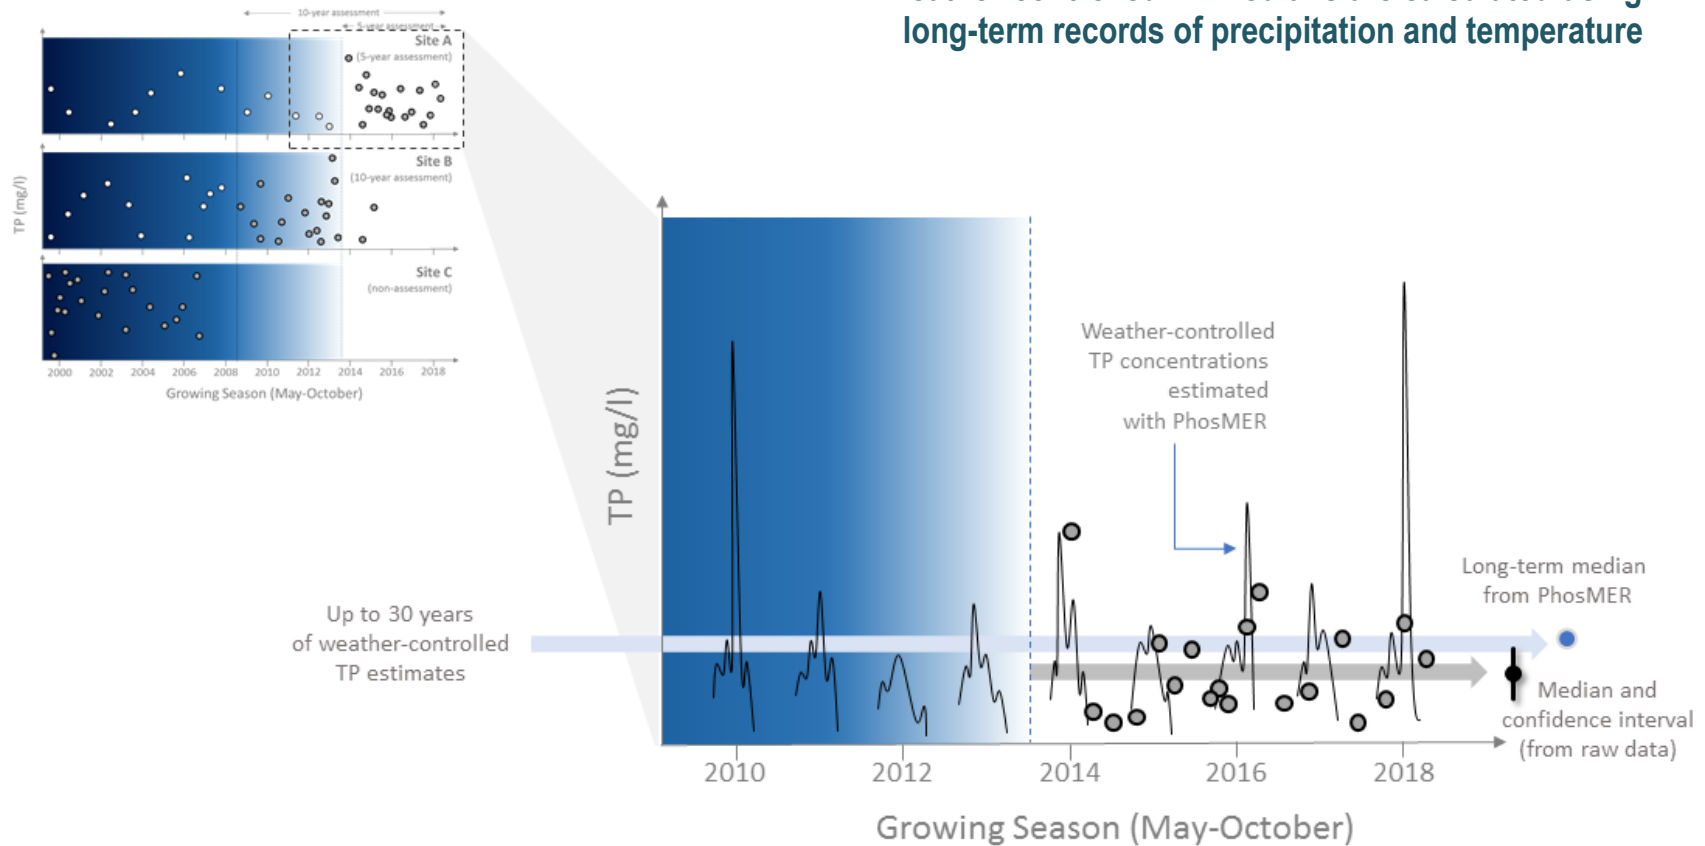 long-term records of precipitation and temperature
10-year assessment
5-year assessment
Site A
(5-year assessment)
Site B
(10-year assessment)
Site C
(non-assessment)
TP (mg/l)
2000 2002 2004 2006 2008 2010 2012 2014 2016 2018
Growing Season (May-October)
Weather-controlled
TP concentrations
estimated
with PhosMER
TP (mg/l)
Long-term median
from PhosMER
Up to 30 years
of weather-controlled
TP estimates
Median and
confidence interval
(from raw data)
2010 2012 2014 2016 2018
Growing Season (May-October)